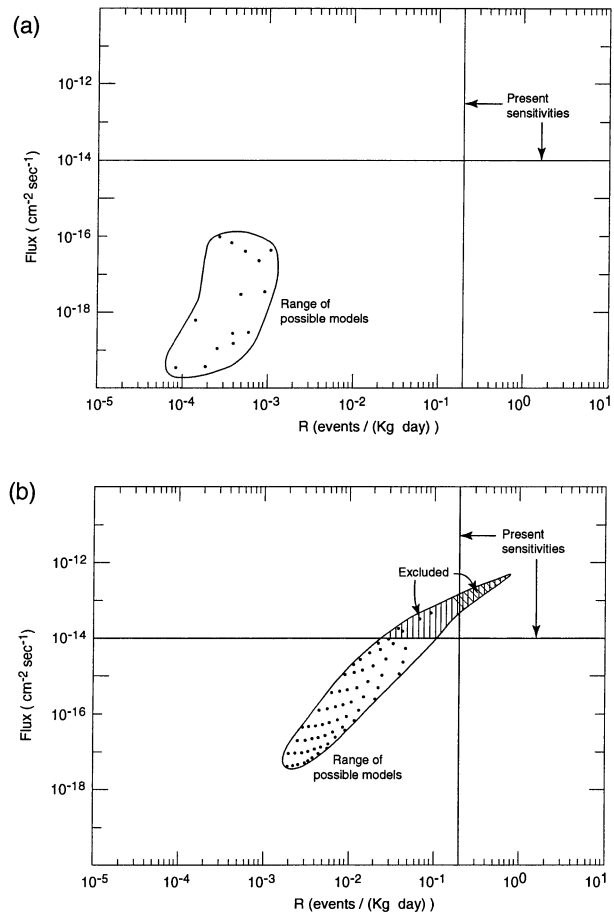 (a)
10⁻¹²
10⁻¹⁴
10⁻¹⁶
10⁻¹⁸
Flux ( cm⁻² sec⁻¹)
Present
sensitivities
Range of
possible models
10⁻⁵ 10⁻⁴ 10⁻³ 10⁻² 10⁻¹ 10⁰ 10¹
R (events / (Kg day) )
(b)
10⁻¹²
10⁻¹⁴
10⁻¹⁶
10⁻¹⁸
Flux ( cm⁻² sec⁻¹)
Present
sensitivities
Excluded
Range of
possible models
10⁻⁵ 10⁻⁴ 10⁻³ 10⁻² 10⁻¹ 10⁰ 10¹
R (events / (Kg day) )